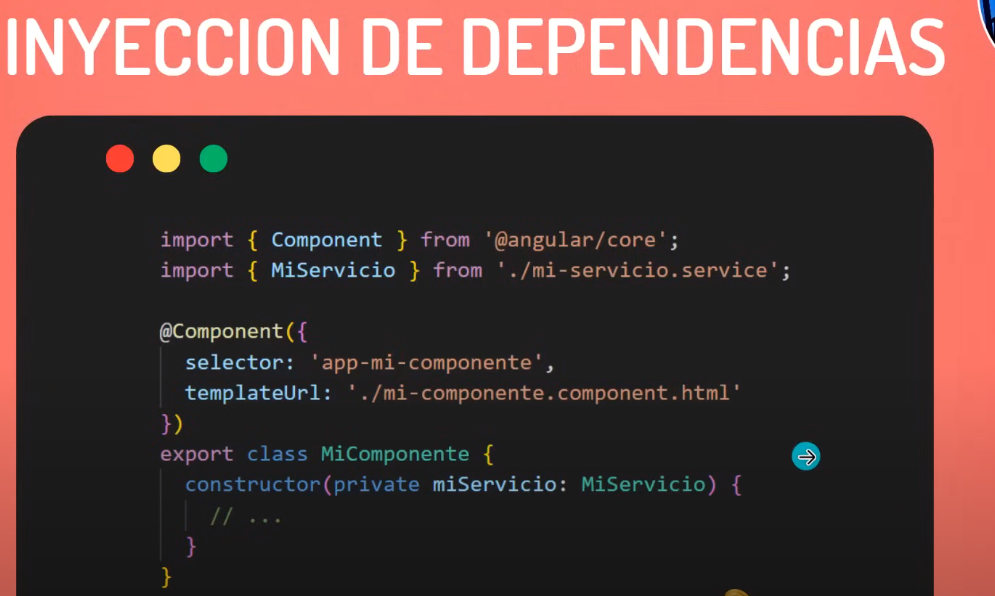 INYECCION DE DEPENDENCIAS
import { Component } from '@angular/core';
import { MiServicio } from './mi-servicio.service';
@Component({
  selector: 'app-mi-componente',
  templateUrl: './mi-componente.component.html'
})
export class MiComponente {
  constructor(private miServicio: MiServicio) {
    // ...
  }
}